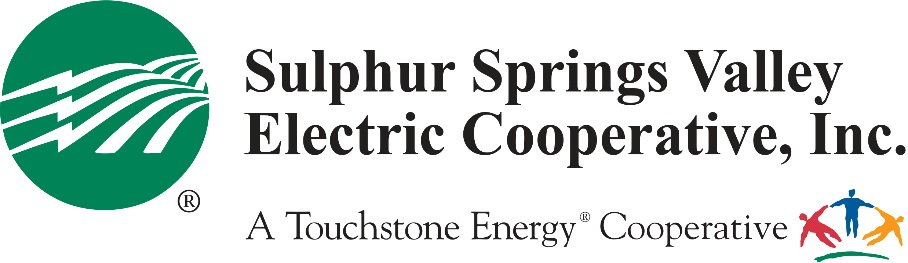 Sulphur Springs Valley
Electric Cooperative, Inc.
®
A Touchstone Energy® Cooperative